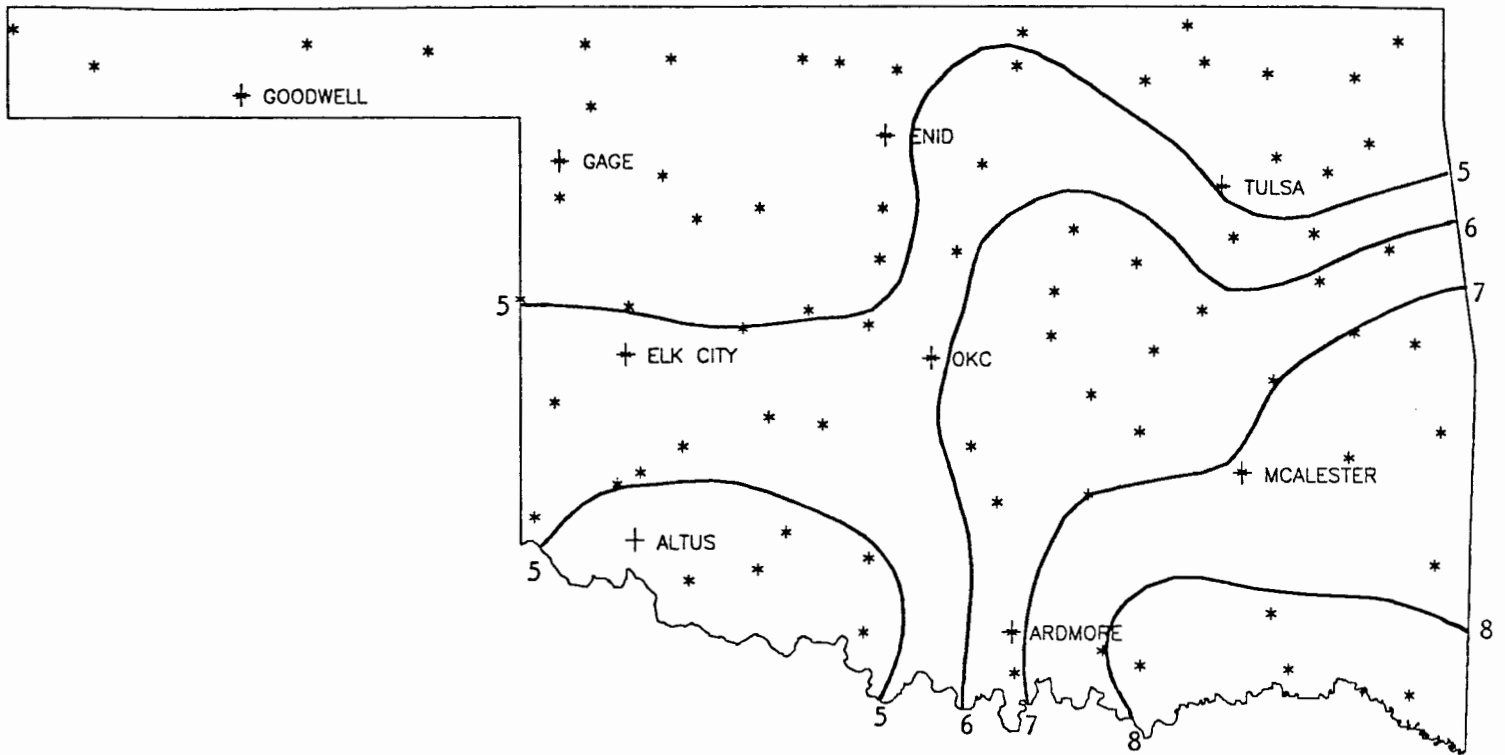 GOODWELL
ENID
GAGE
5
TULSA
6
7
5
ELK CITY
OKC
MCALESTER
ALTUS
5
8
ARDMORE
5
6
7
8